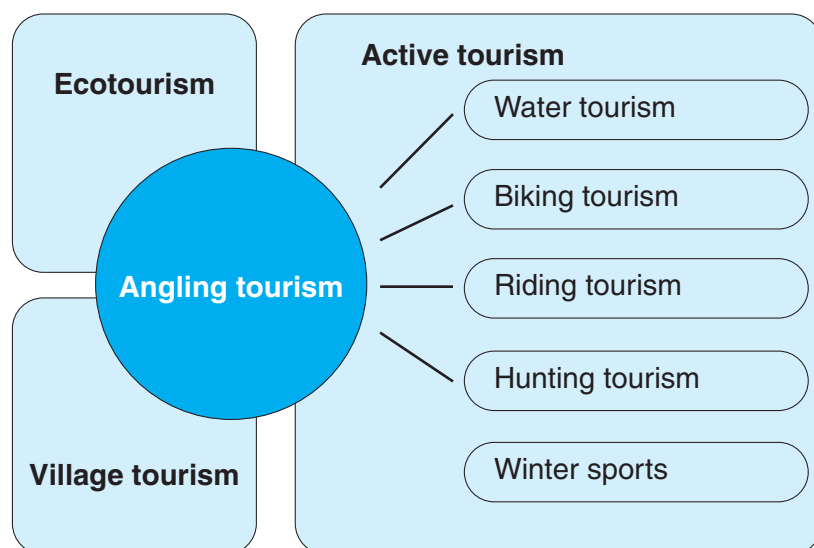 Ecotourism
Active tourism
Water tourism
Biking tourism
Angling tourism
Riding tourism
Hunting tourism
Village tourism
Winter sports